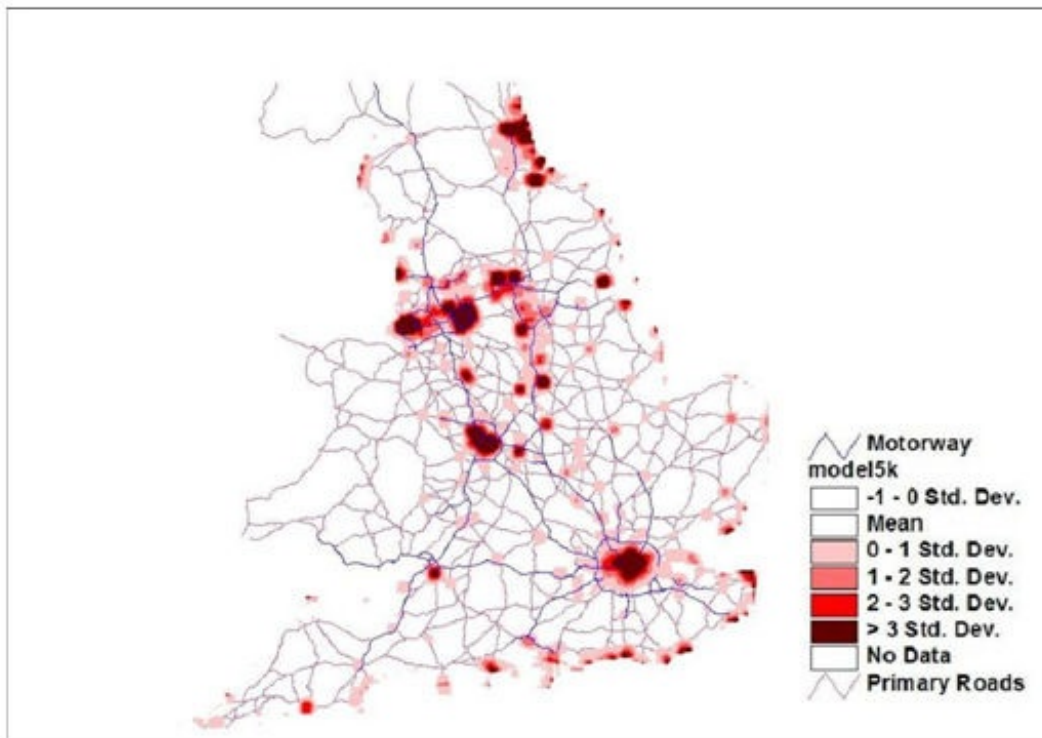 Motorway
model5k
-1 - 0 Std. Dev.
Mean
0 - 1 Std. Dev.
1 - 2 Std. Dev.
2 - 3 Std. Dev.
> 3 Std. Dev.
No Data
Primary Roads